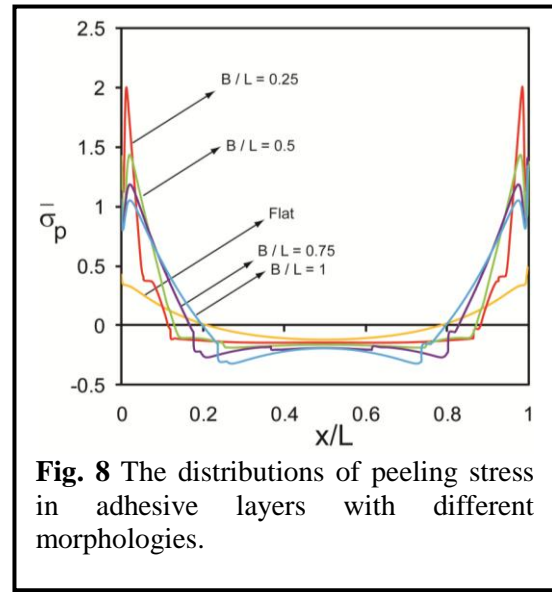 2.5
2
B / L = 0.25
1.5
B / L = 0.5
σ̄p
1
Flat
0.5
B / L = 0.75
B / L = 1
0
-0.5
0 0.2 0.4 0.6 0.8 1
x/L
Fig. 8 The distributions of peeling stress
in adhesive layers with different
morphologies.